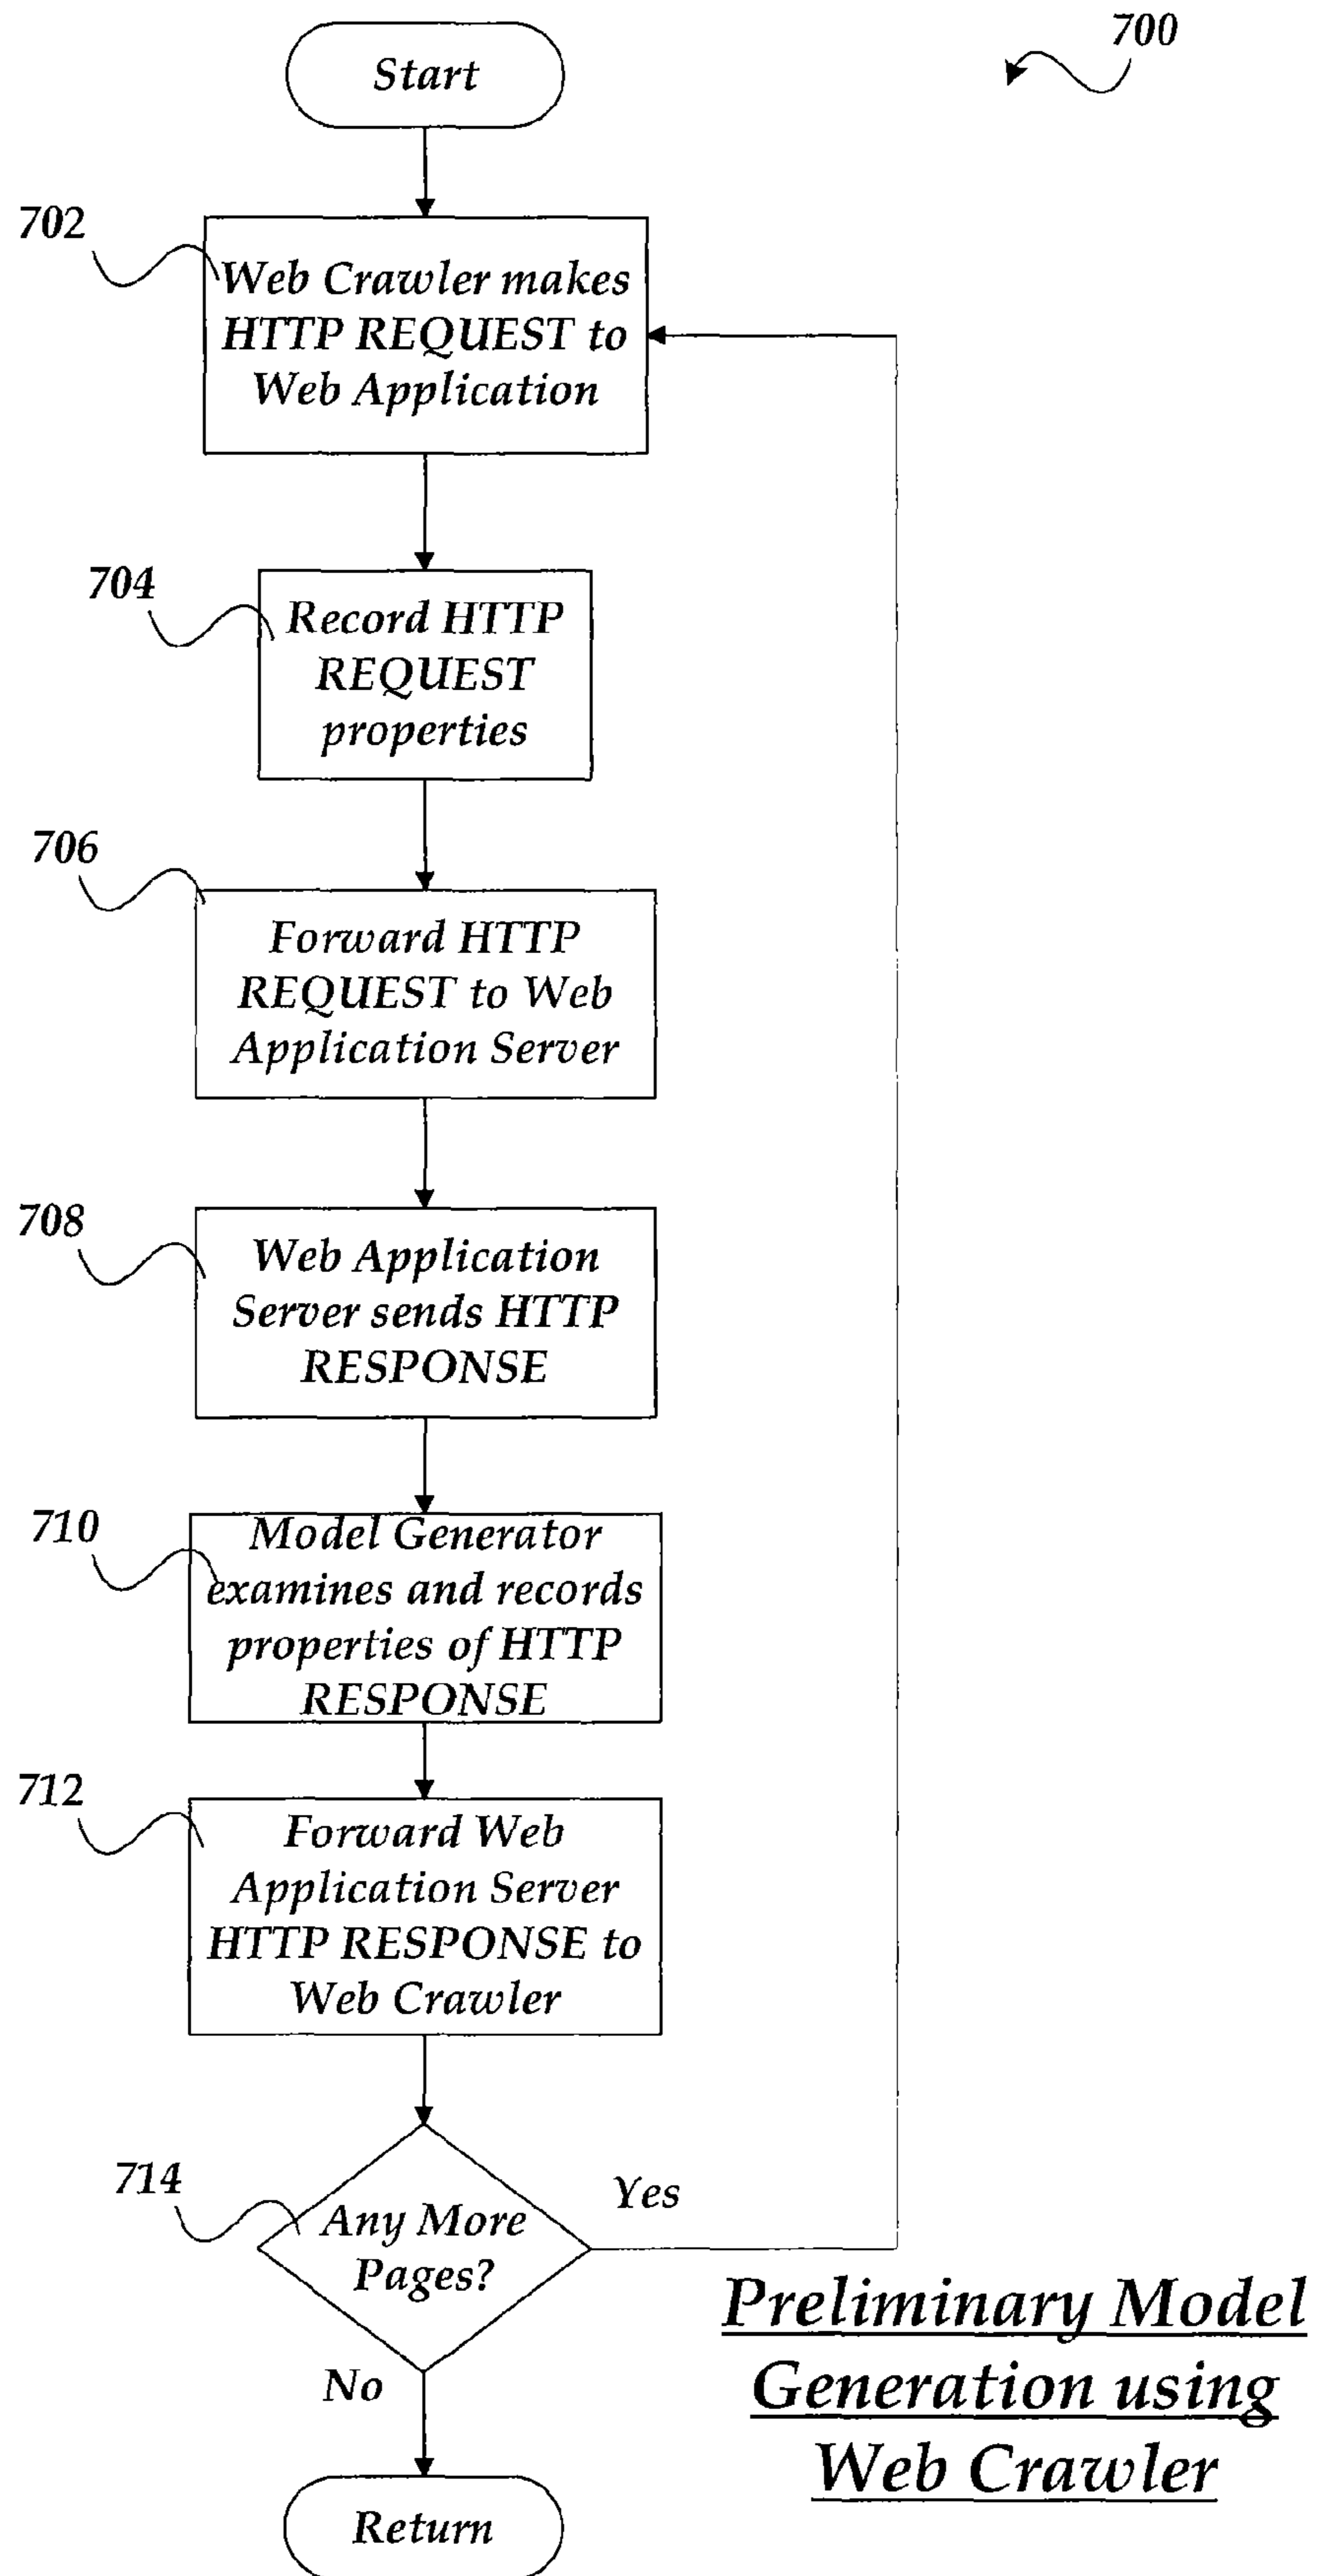 700
Start
702
Web Crawler makes
HTTP REQUEST to
Web Application
704
Record HTTP
REQUEST
properties
706
Forward HTTP
REQUEST to Web
Application Server
708
Web Application
Server sends HTTP
RESPONSE
710
Model Generator
examines and records
properties of HTTP
RESPONSE
712
Forward Web
Application Server
HTTP RESPONSE to
Web Crawler
714
Any More
Pages?
Yes
No
Return
Preliminary Model
Generation using
Web Crawler